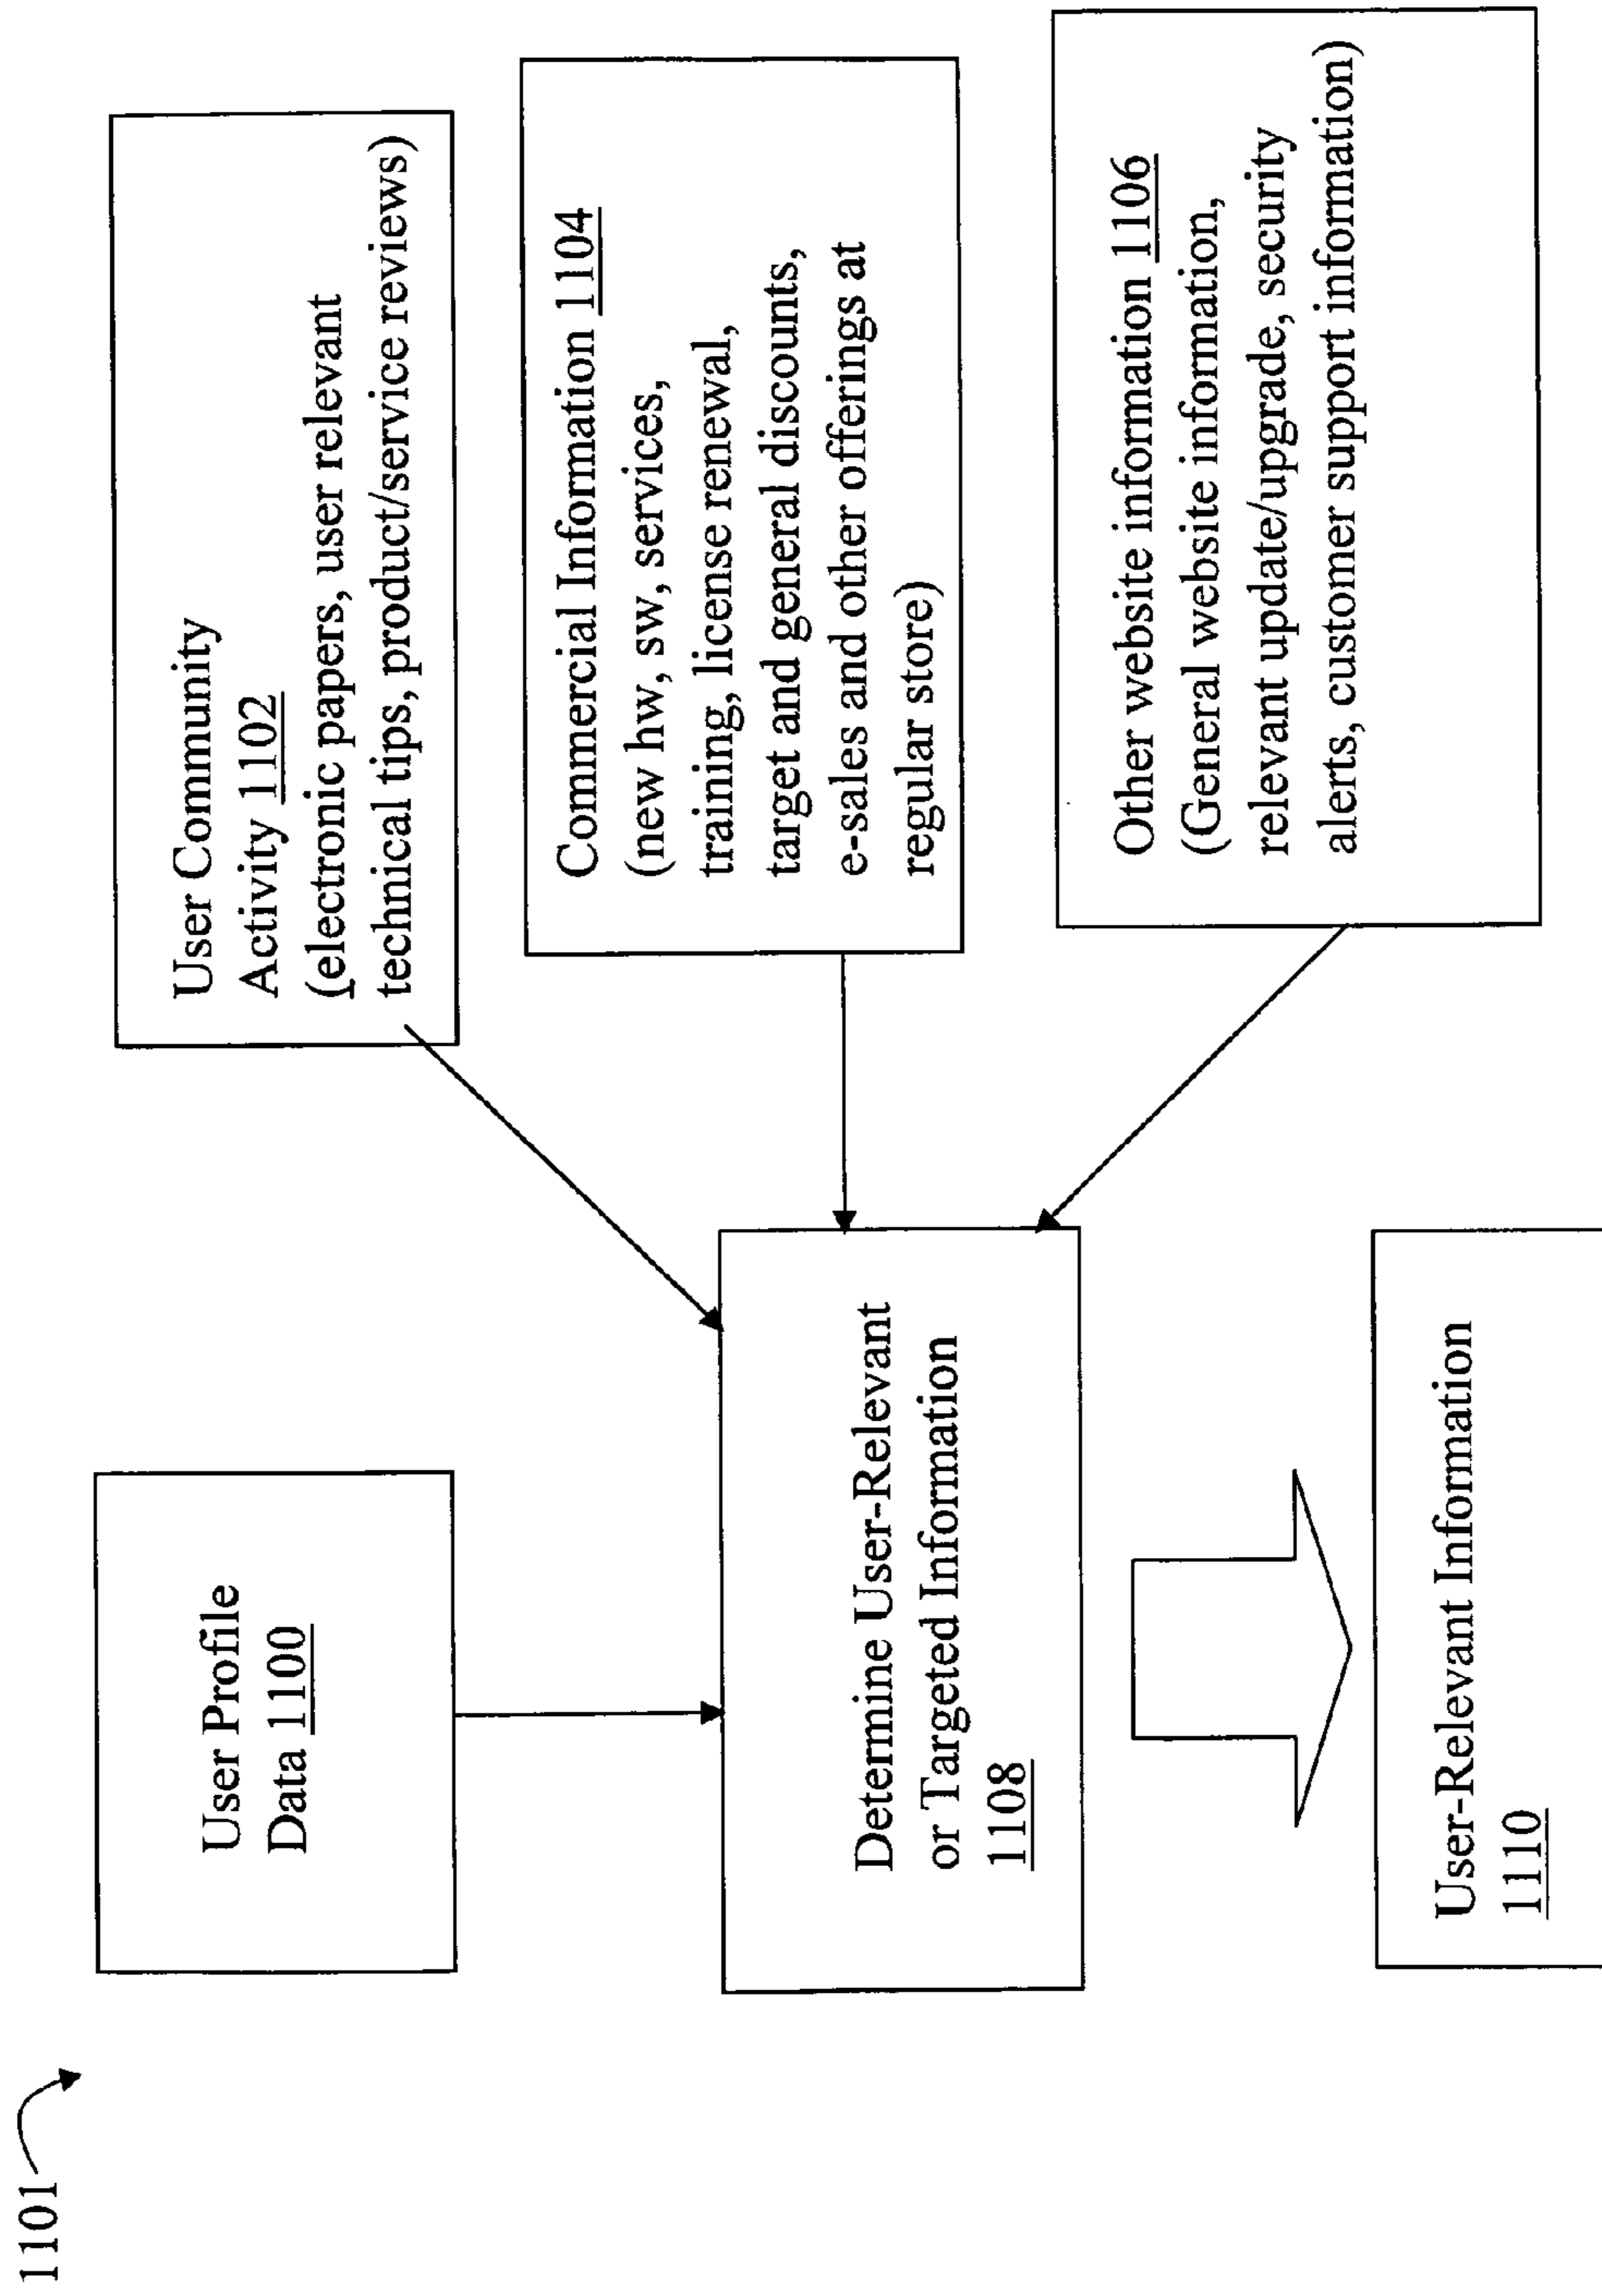 1101
User Profile
Data 1100
User Community
Activity 1102
(electronic papers, user relevant
technical tips, product/service reviews)
Commercial Information 1104
(new hw, sw, services,
training, license renewal,
target and general discounts,
e-sales and other offerings at
regular store)
Other website information 1106
(General website information,
relevant update/upgrade, security
alerts, customer support information)
Determine User-Relevant
or Targeted Information
1108
User-Relevant Information
1110